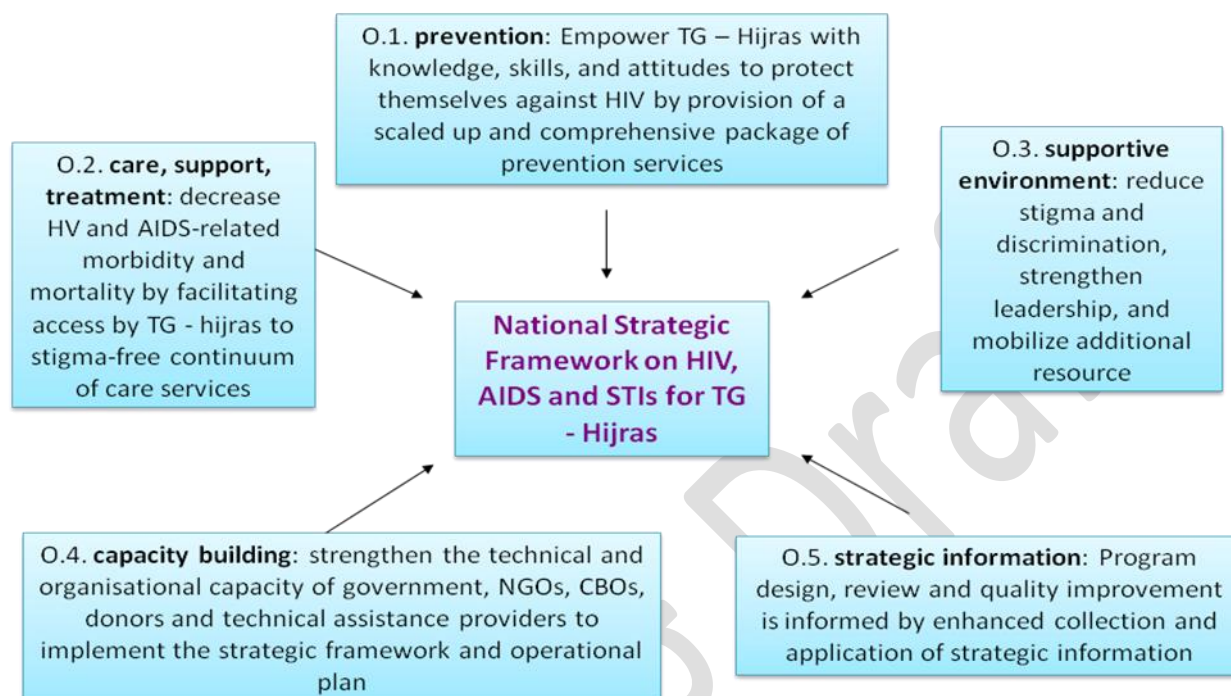 O.1. prevention: Empower TG – Hijras with
knowledge, skills, and attitudes to protect
themselves against HIV by provision of a
scaled up and comprehensive package of
prevention services
O.2. care, support,
treatment: decrease
HV and AIDS-related
morbidity and
mortality by facilitating
access by TG - hijras to
stigma-free continuum
of care services
O.3. supportive
environment: reduce
stigma and
discrimination,
strengthen
leadership, and
mobilize additional
resource
National Strategic
Framework on HIV,
AIDS and STIs for TG
- Hijras
O.4. capacity building: strengthen the technical and
organisational capacity of government, NGOs, CBOs,
donors and technical assistance providers to
implement the strategic framework and operational
plan
O.5. strategic information: Program
design, review and quality improvement
is informed by enhanced collection and
application of strategic information